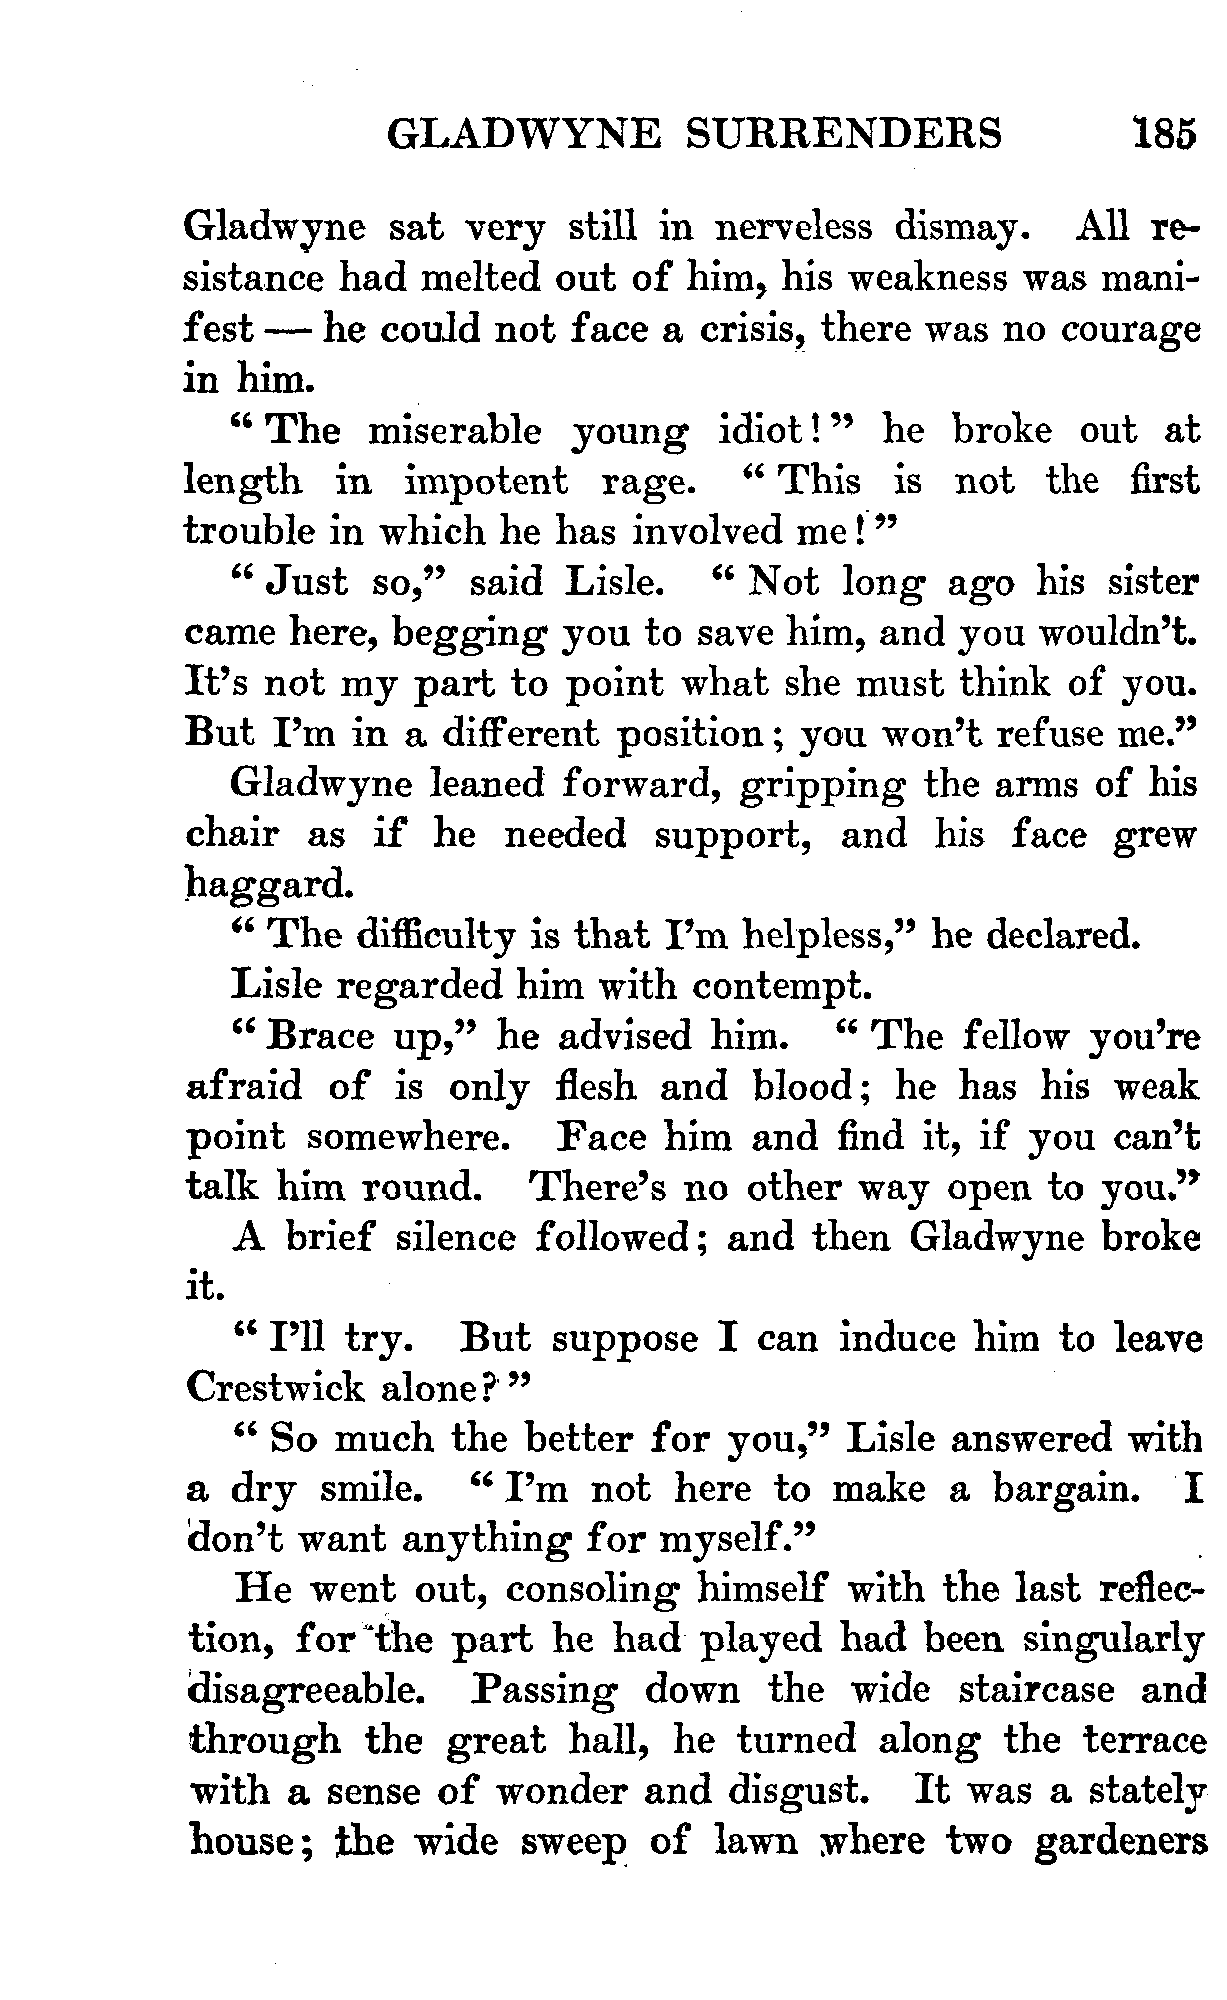 GLADWYNE SURRENDERS 185
Gladwyne sat very still in nerveless dismay. All re-
sistance had melted out of him, his weakness was mani-
fest — he could not face a crisis, there was no courage
in him.
“ The miserable young idiot! ” he broke out at
length in impotent rage. “ This is not the first
trouble in which he has involved me! ”
“ Just so,” said Lisle. “ Not long ago his sister
came here, begging you to save him, and you wouldn't.
It's not my part to point what she must think of you.
But I'm in a different position; you won't refuse me.”
Gladwyne leaned forward, gripping the arms of his
chair as if he needed support, and his face grew
haggard.
“ The difficulty is that I'm helpless,” he declared.
Lisle regarded him with contempt.
“ Brace up,” he advised him. “ The fellow you're
afraid of is only flesh and blood; he has his weak
point somewhere. Face him and find it, if you can't
talk him round. There's no other way open to you.”
A brief silence followed; and then Gladwyne broke
it.
“ I'll try. But suppose I can induce him to leave
Crestwick alone? ”
“ So much the better for you,” Lisle answered with
a dry smile. “ I'm not here to make a bargain. I
don't want anything for myself.”
He went out, consoling himself with the last reflec-
tion, for the part he had played had been singularly
disagreeable. Passing down the wide staircase and
through the great hall, he turned along the terrace
with a sense of wonder and disgust. It was a stately
house; the wide sweep of lawn where two gardeners